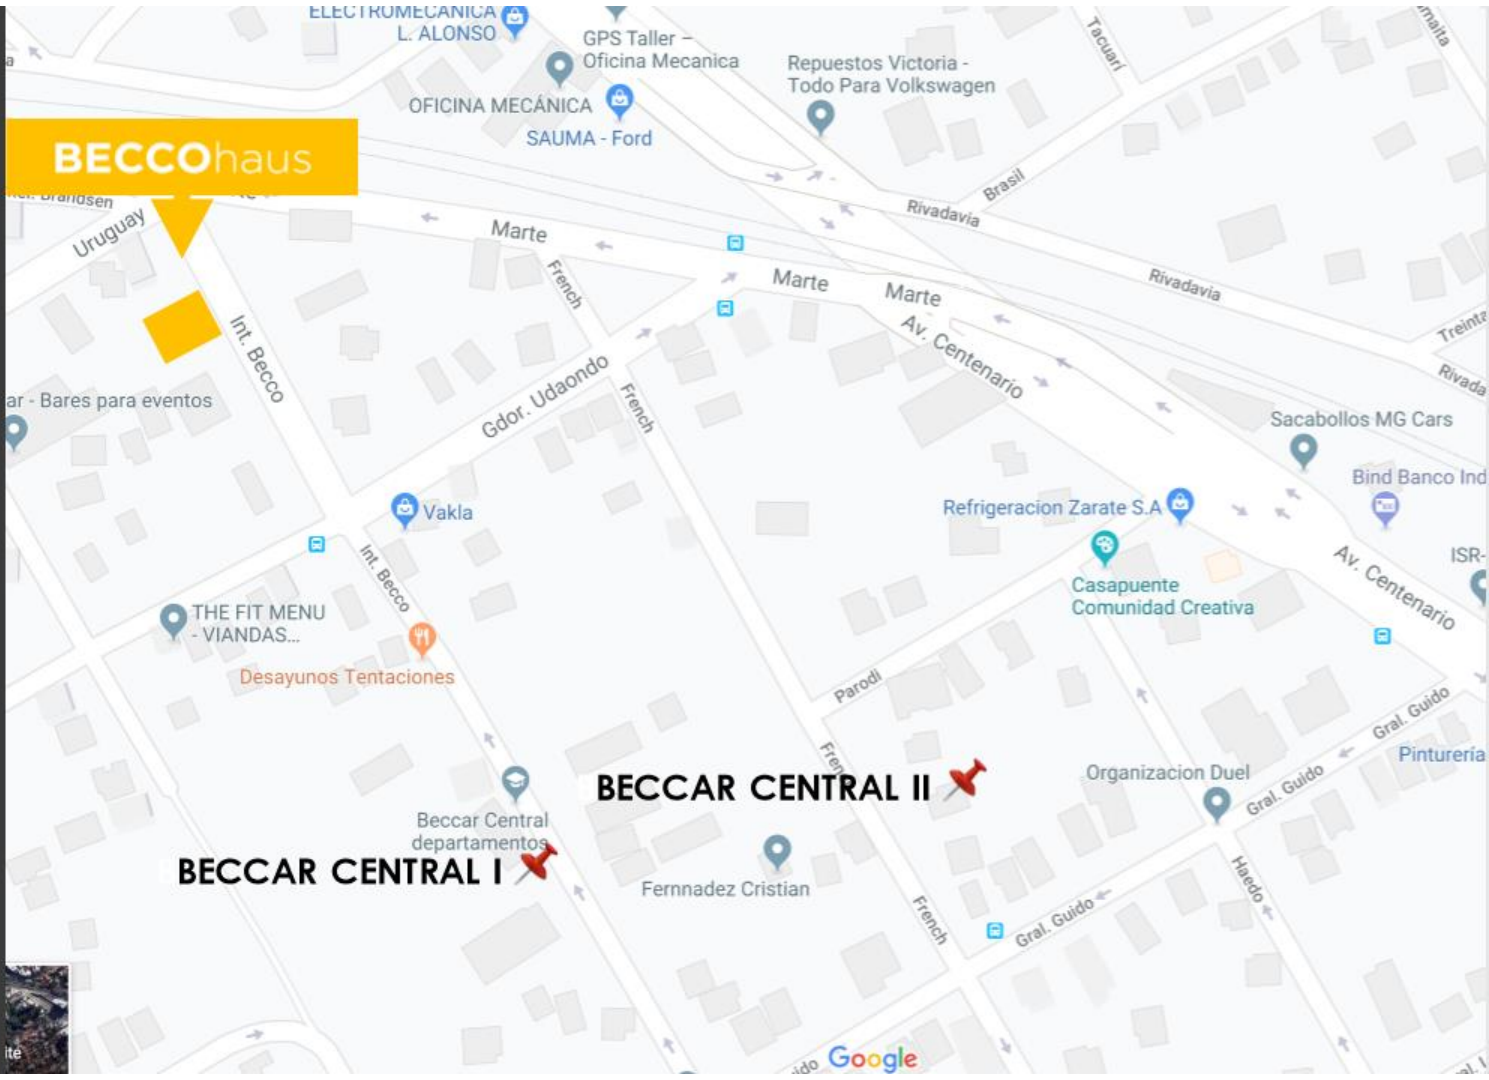 ELECTROMECÁNICA
L. ALONSO
GPS Taller –
Oficina Mecanica
Repuestos Victoria -
Todo Para Volkswagen
Tacuarí
OFICINA MECÁNICA
SAUMA - Ford
BECCOhaus
Brandsen
Uruguay
Marte
Brasil
Rivadavia
French
Marte
Marte
Rivadavia
Int. Becco
Av. Centenario
Gdor. Udaondo
French
- Bares para eventos
Sacabollos MG Cars
Bind Banco Ind
Vakla
Refrigeracion Zarate S.A
Int. Becco
Casapuente
Comunidad Creativa
Av. Centenario
ISR-
THE FIT MENU
- VIANDAS...
Desayunos Tentaciones
Parodi
Gral. Guido
French
Pinturería
BECCAR CENTRAL II
Organizacion Duel
Gral. Guido
Beccar Central
departamentos
BECCAR CENTRAL I
Fernnadez Cristian
Haedo
French
Gral. Guido
Google